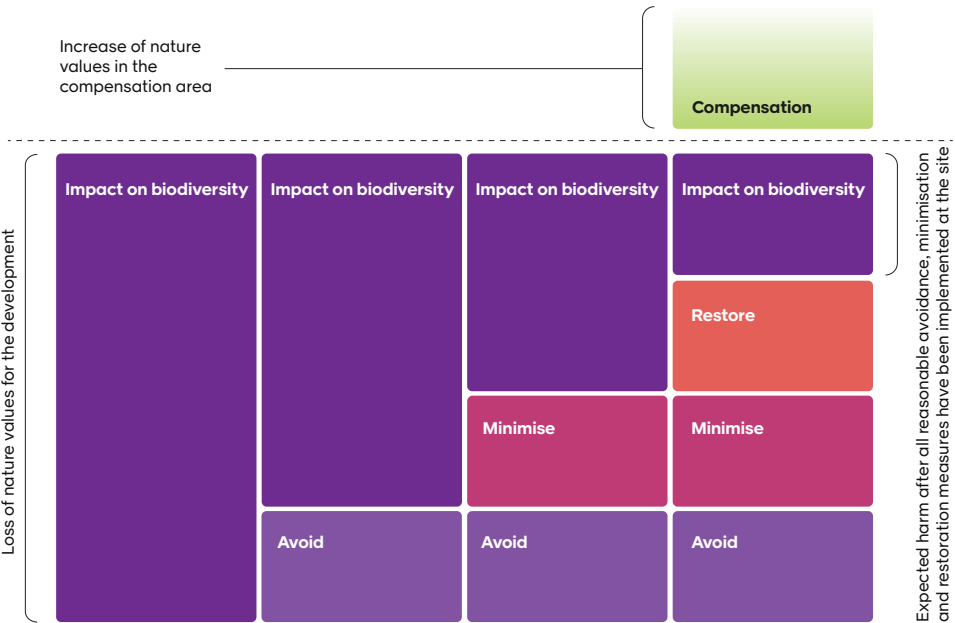 Increase of nature
values in the
compensation area
Compensation
Loss of nature values for the development
Impact on biodiversity
Impact on biodiversity
Impact on biodiversity
Impact on biodiversity
Restore
Minimise
Minimise
Avoid
Avoid
Avoid
Expected harm after all reasonable avoidance, minimisation
and restoration measures have been implemented at the site